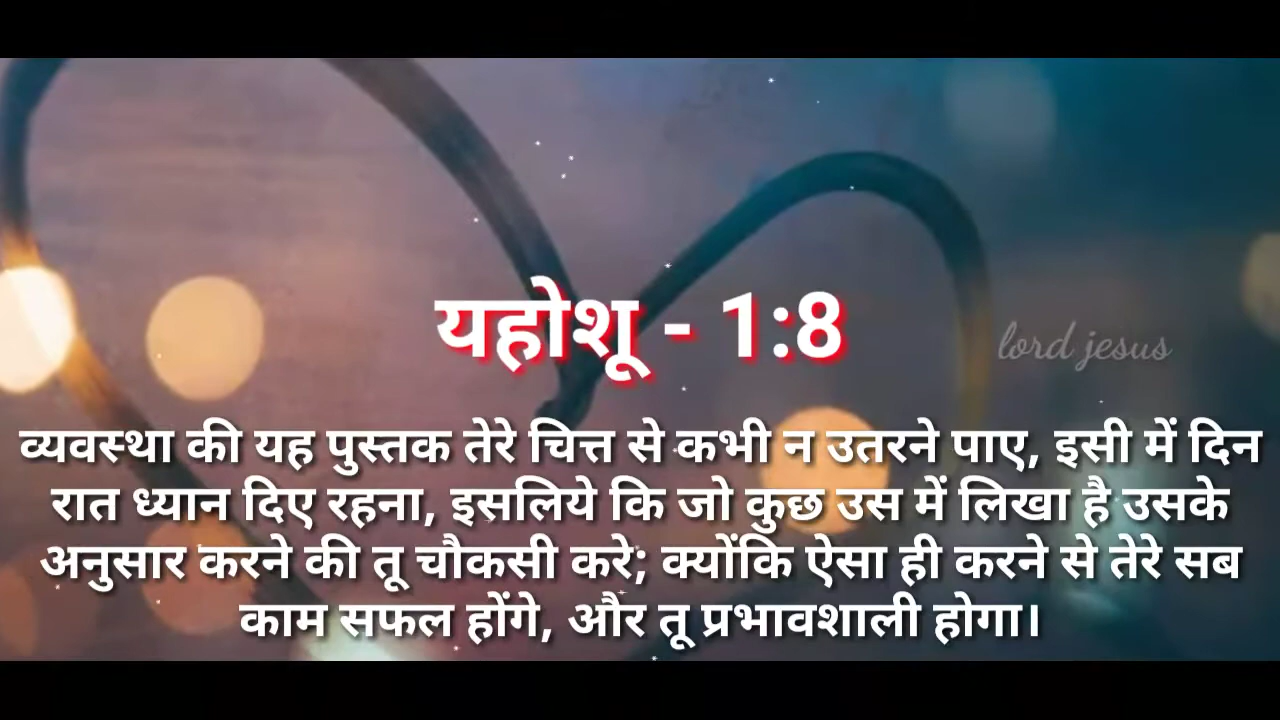 यहोशू - 1:8
lord jesus
व्यवस्था की यह पुस्तक तेरे चित्त से कभी न उतरने पाए, इसी में दिन
रात ध्यान दिए रहना, इसलिये कि जो कुछ उस में लिखा है उसके
अनुसार करने की तू चौकसी करे; क्योंकि ऐसा ही करने से तेरे सब
काम सफल होंगे, और तू प्रभावशाली होगा।